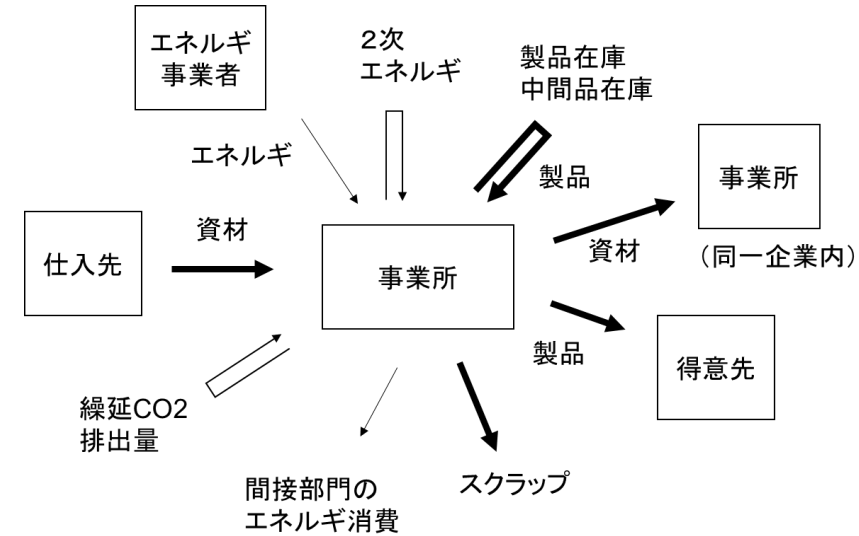 エネルギ
事業者
2次
エネルギ
製品在庫
中間品在庫
エネルギ
製品
事業所
仕入先
資材
事業所
資材
(同一企業内)
製品
得意先
繰延CO2
排出量
間接部門の
エネルギ消費
スクラップ